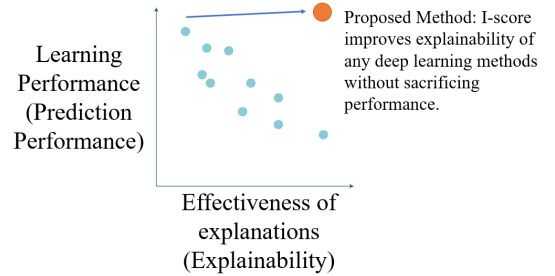 Learning
Performance
(Prediction
Performance)
Proposed Method: I-score
improves explainability of
any deep learning methods
without sacrificing
performance.
Effectiveness of
explanations
(Explainability)